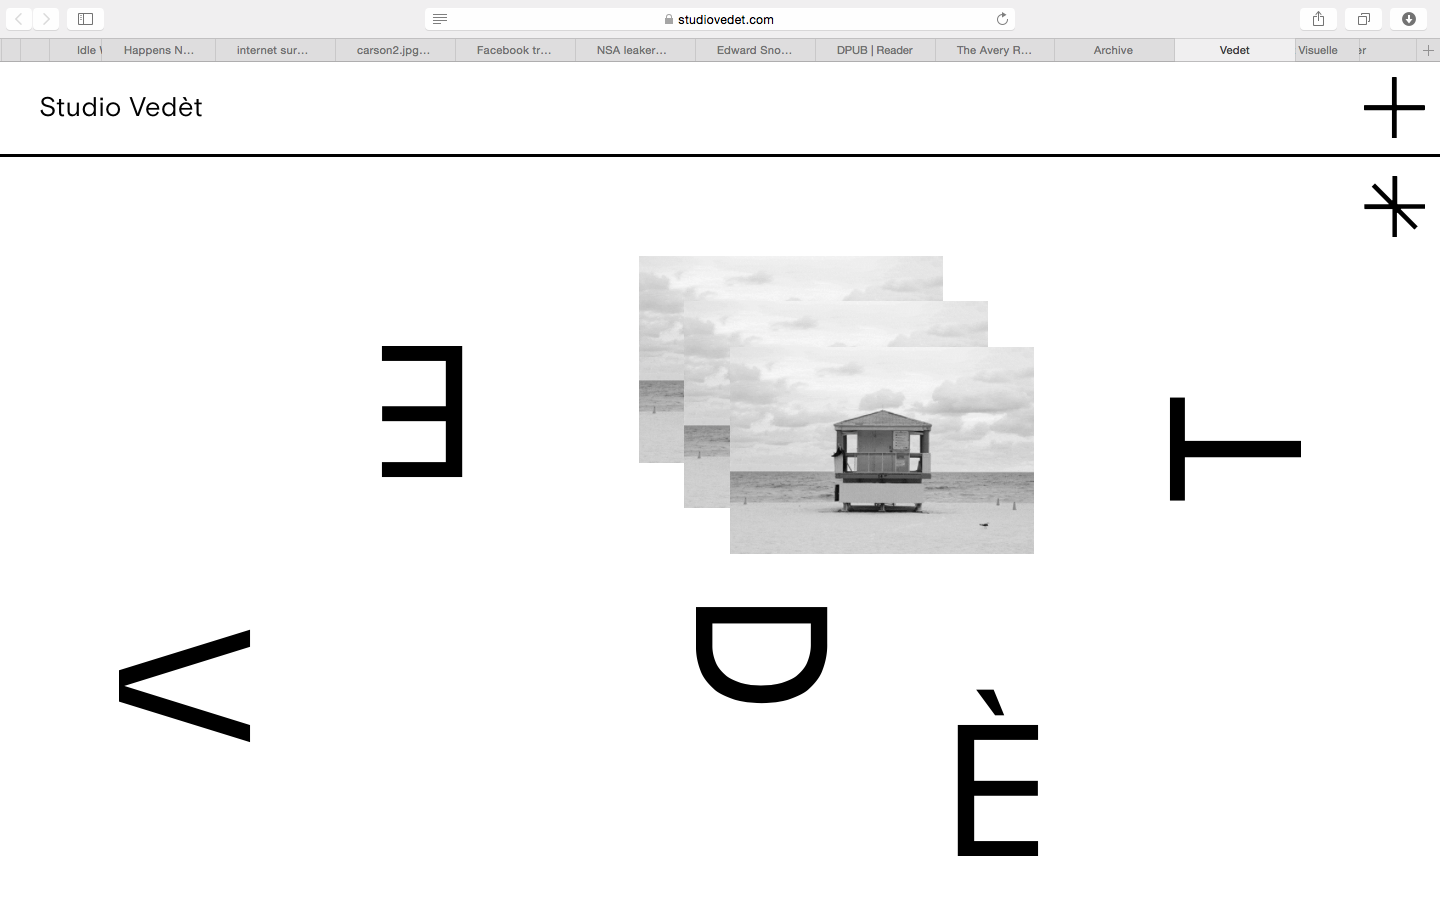 studiovedet.com
Idle
Happens N...
internet sur...
carson2.jpg...
Facebook tr...
NSA leaker...
Edward Sno...
DPUB | Reader
The Avery R...
Archive
Vedet
Visuelle
er
Studio Vedèt
E
T
V
D
È